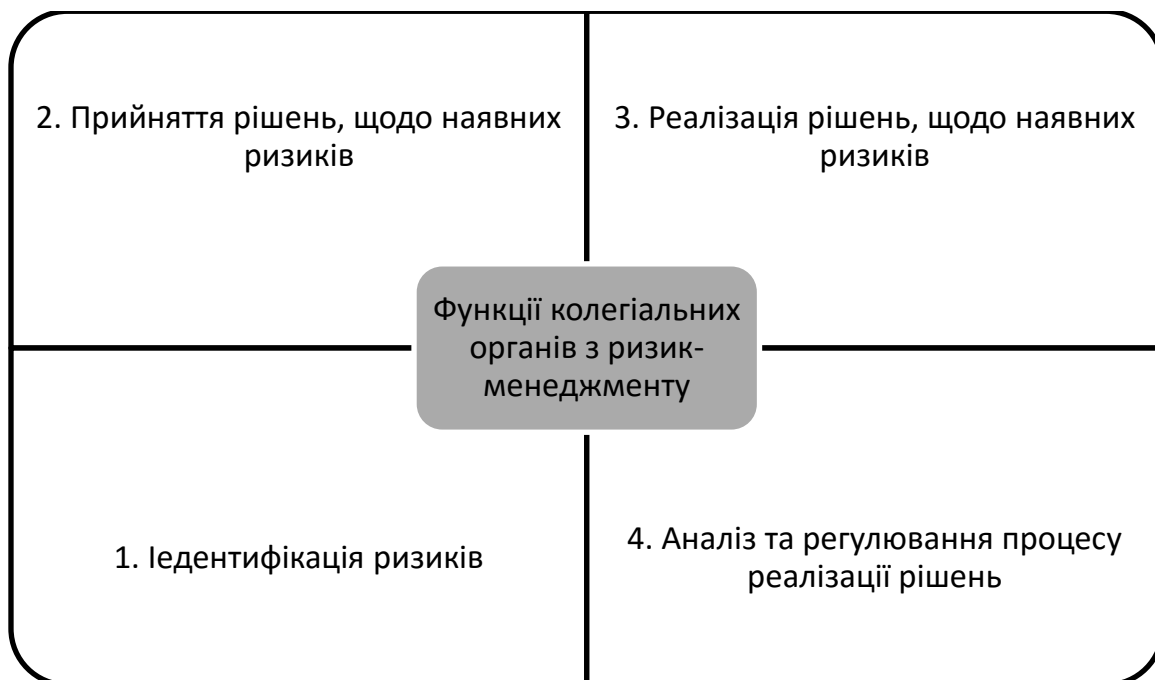 2. Прийняття рішень, щодо наявних
ризиків
3. Реалізація рішень, щодо наявних
ризиків
Функції колегіальних
органів з ризик-
менеджменту
1. Іедентифікація ризиків
4. Аналіз та регулювання процесу
реалізації рішень